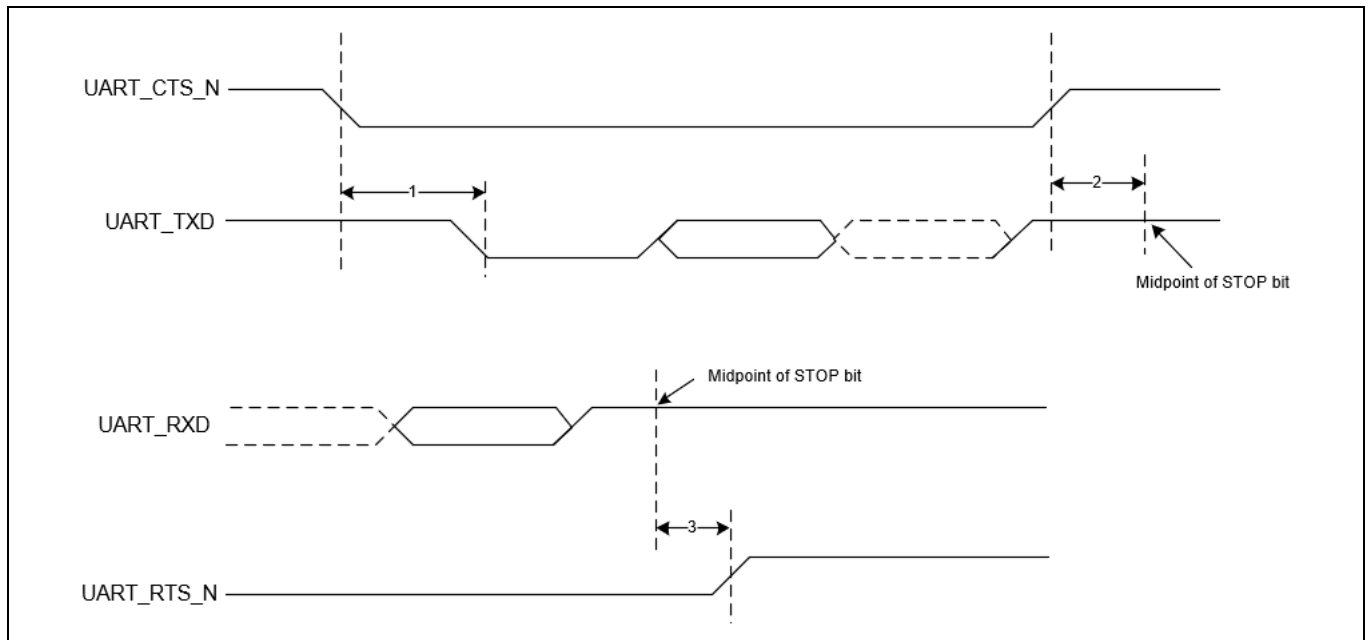 UART_CTS_N
1
2
UART_TXD
Midpoint of STOP bit
Midpoint of STOP bit
UART_RXD
3
UART_RTS_N